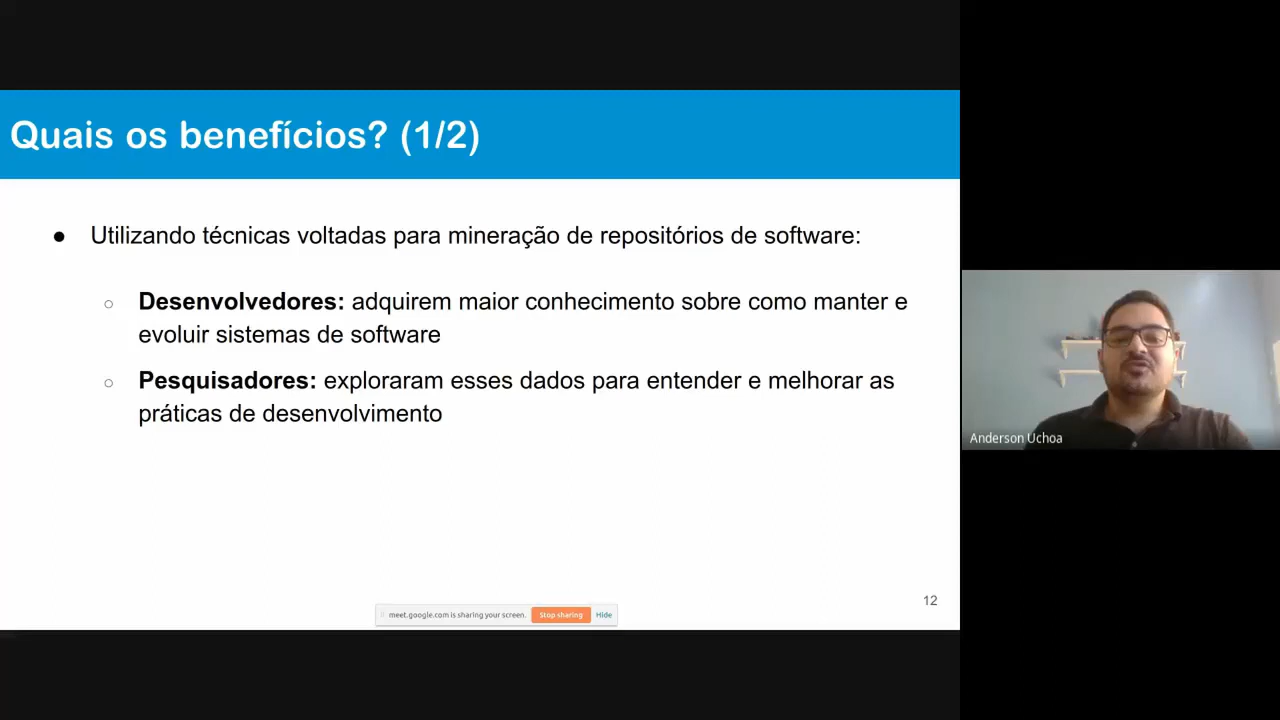 Quais os benefícios? (1/2)
● Utilizando técnicas voltadas para mineração de repositórios de software:
○ Desenvolvedores: adquirem maior conhecimento sobre como manter e
evoluir sistemas de software
○ Pesquisadores: exploraram esses dados para entender e melhorar as
práticas de desenvolvimento
Anderson Uchoa
12
meet.google.com is sharing your screen. Stop sharing Hide